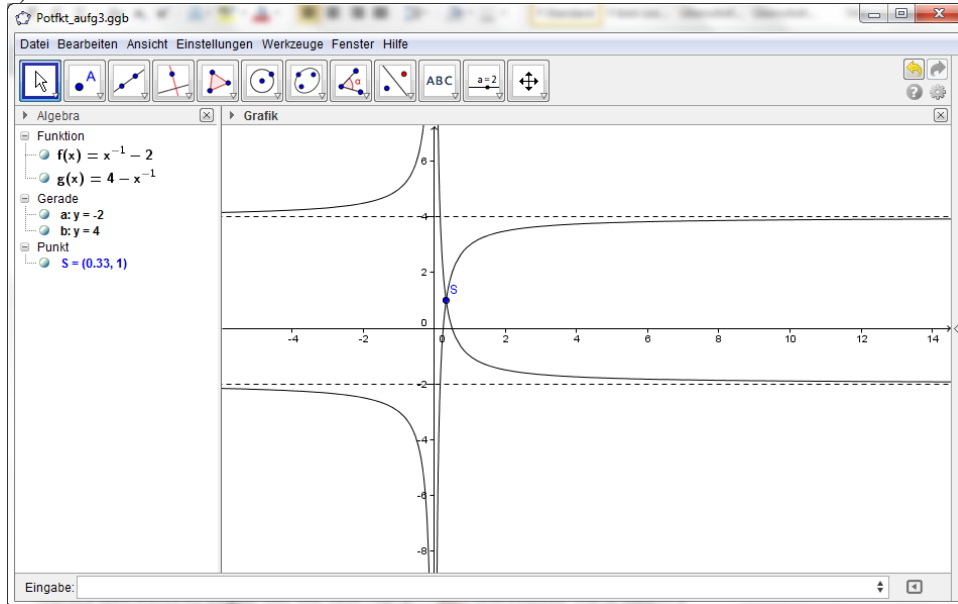 Potfkt_aufg3.ggb
Datei Bearbeiten Ansicht Einstellungen Werkzeuge Fenster Hilfe
A
α
ABC
a = 2
Algebra
Grafik
Funktion
f(x) = x⁻¹ − 2
g(x) = 4 − x⁻¹
Gerade
a: y = -2
b: y = 4
Punkt
S = (0.33, 1)
6
4
2
S
0
-4 -2 0 2 4 6 8 10 12 14
-2
-4
-6
-8
Eingabe: